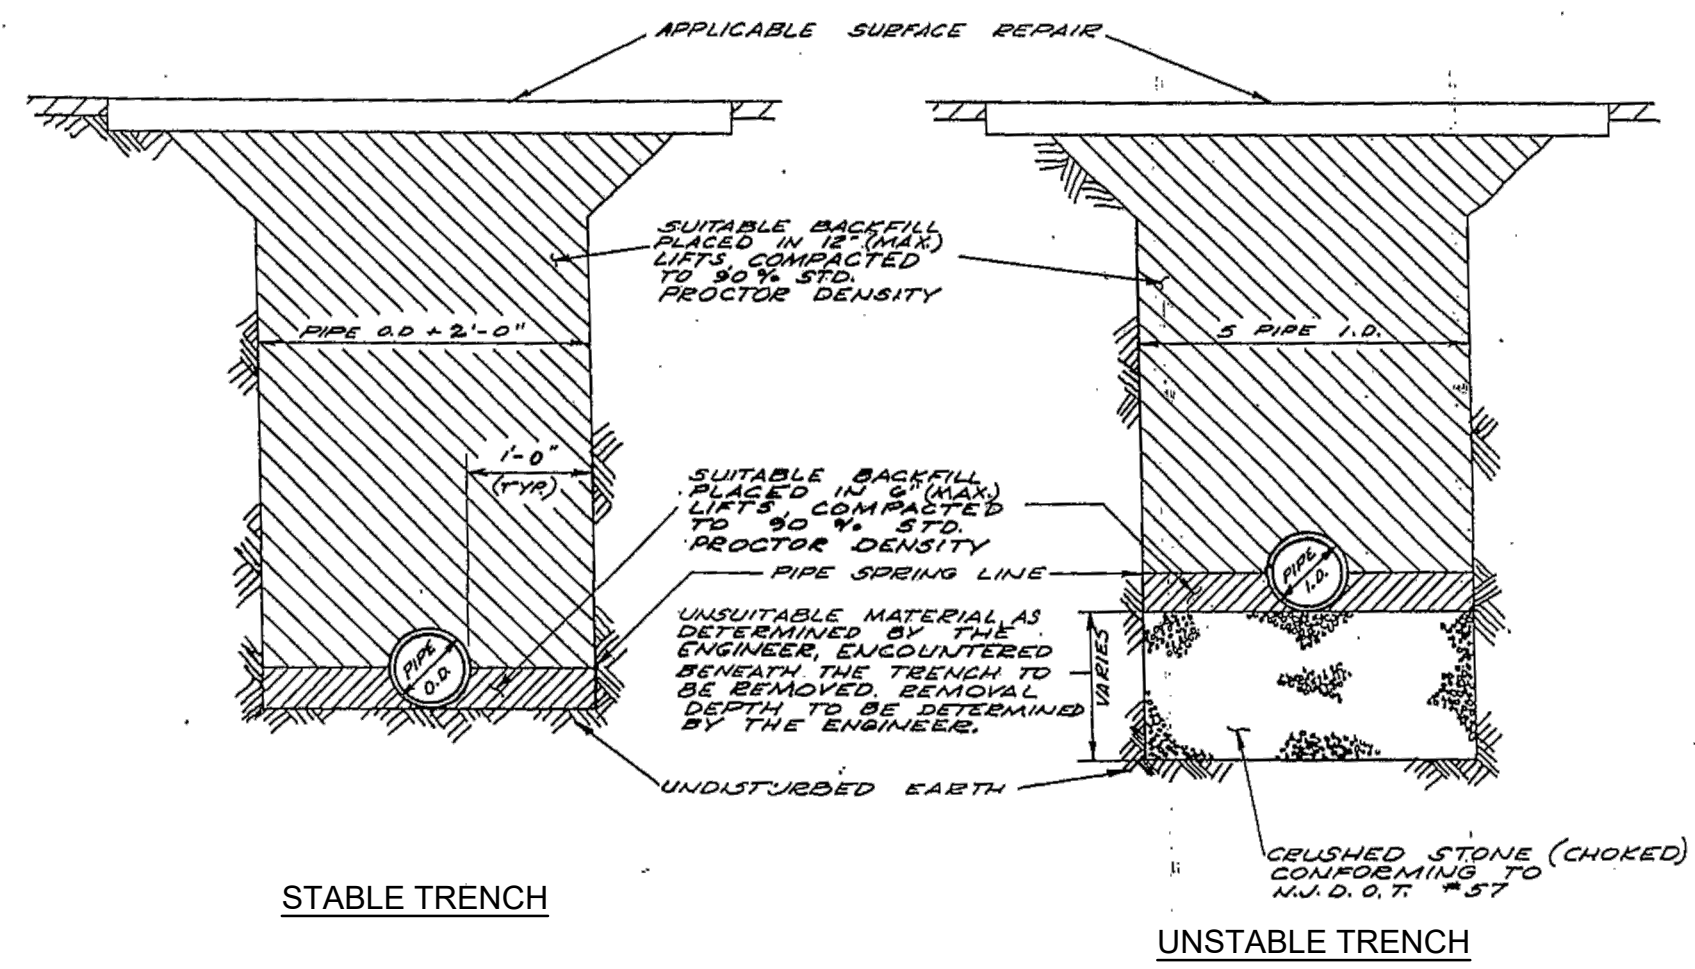 APPLICABLE SURFACE REPAIR
SUITABLE BACKFILL
PLACED IN 12" (MAX.)
LIFTS, COMPACTED
TO 90 % STD.
PROCTOR DENSITY
PIPE O.D + 2'-0"
5 PIPE I.D.
1'-0"
(TYP.)
SUITABLE BACKFILL
PLACED IN 6" (MAX.)
LIFTS, COMPACTED
TO 90 % STD.
PROCTOR DENSITY
PIPE SPRING LINE
PIPE
I.D.
PIPE
O.D.
UNSUITABLE MATERIAL, AS
DETERMINED BY THE
ENGINEER, ENCOUNTERED
BENEATH THE TRENCH TO
BE REMOVED. REMOVAL
DEPTH TO BE DETERMINED
BY THE ENGINEER.
VARIES
UNDISTURBED EARTH
CRUSHED STONE (CHOKED)
CONFORMING TO
N.J.D.O.T. #57
STABLE TRENCH
UNSTABLE TRENCH